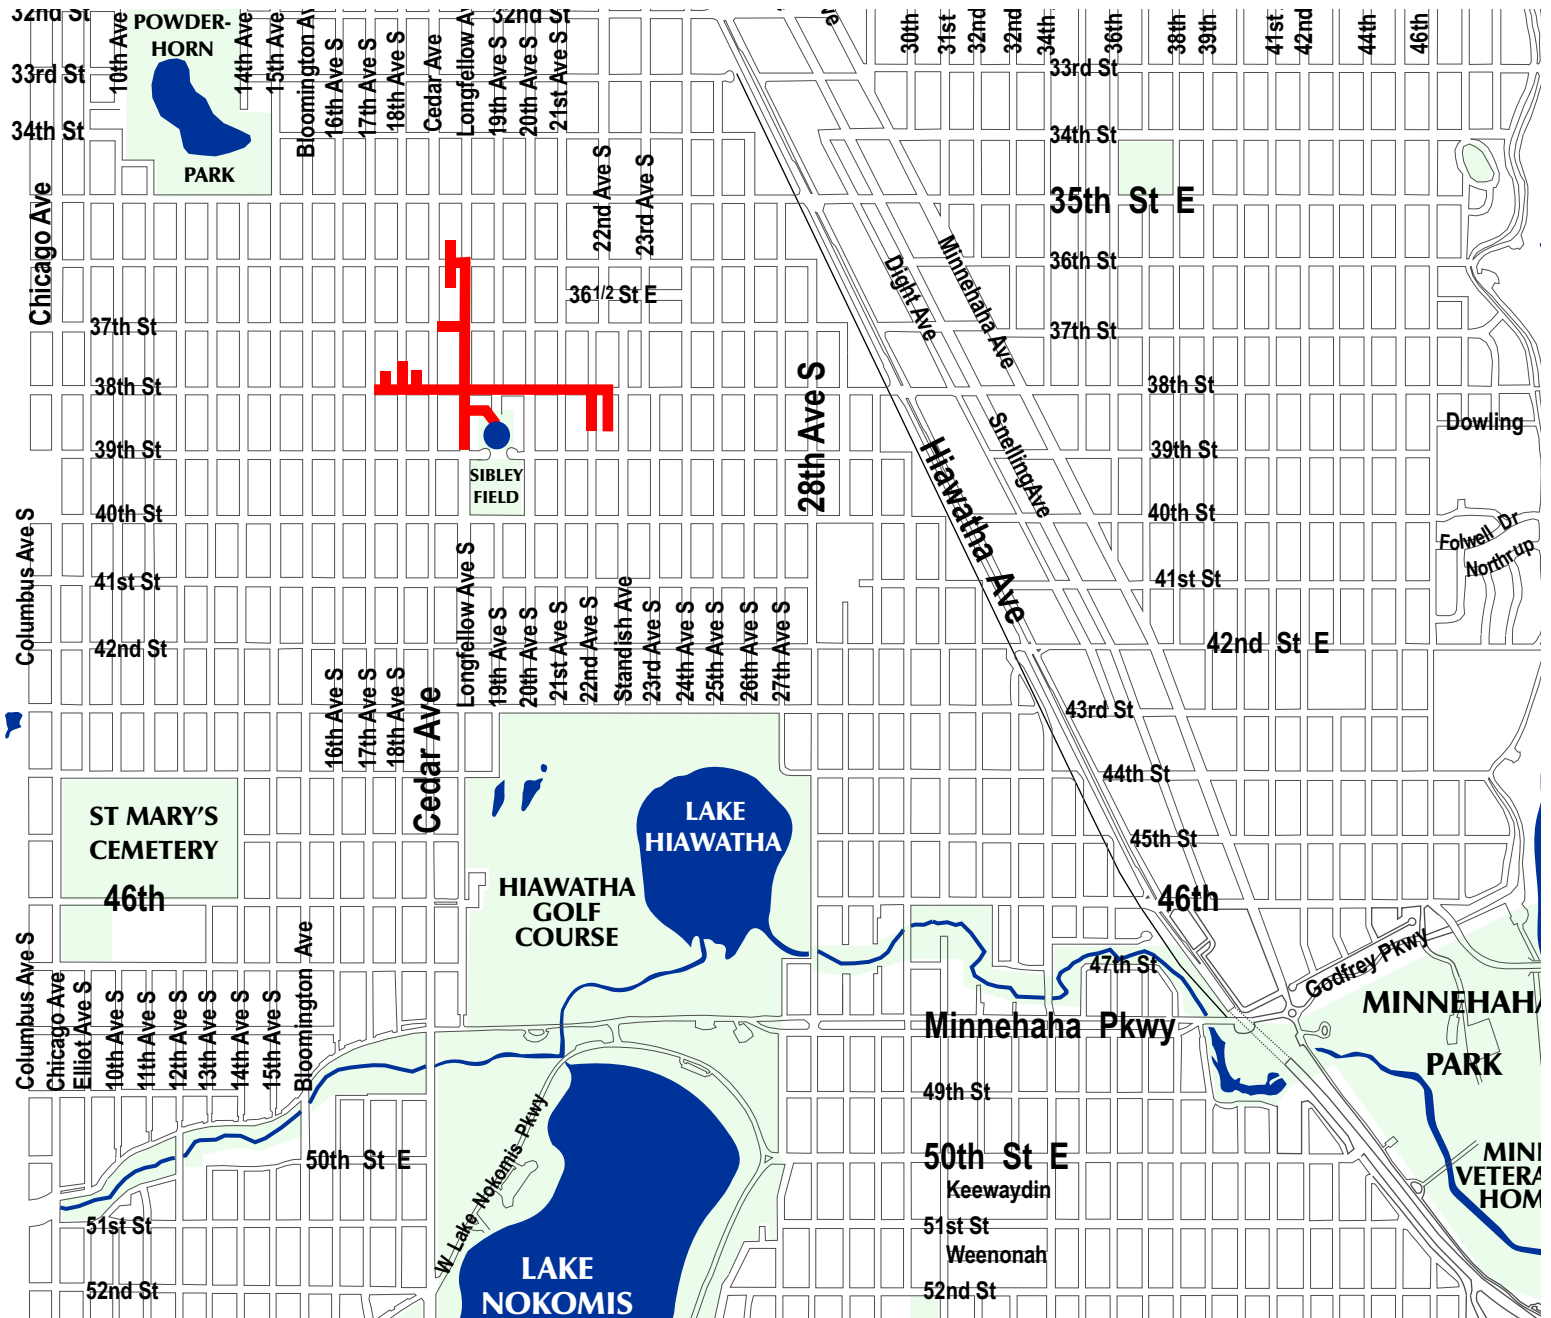 32nd St
10th Ave
POWDER-
HORN
PARK
14th Ave
15th Ave
Bloomington Av
16th Ave S
17th Ave S
18th Ave S
Cedar Ave
Longfellow Av
32nd St
19th Ave S
20th Ave S
21st Ave S
30th
31st
32nd
32nd
34th
36th
38th
39th
41st
42nd
44th
46th
33rd St
33rd St
34th St
34th St
22nd Ave S
23rd Ave S
Chicago Ave
35th St E
Minnehaha Ave
Dight Ave
36th St
36 1/2 St E
37th St
37th St
38th St
38th St
28th Ave S
Hiawatha Ave
Snelling Ave
Dowling
39th St
39th St
SIBLEY
FIELD
40th St
40th St
Folwell Dr
Northrup
Columbus Ave S
41st St
41st St
42nd St
42nd St E
Longfellow Ave S
19th Ave S
20th Ave S
21st Ave S
22nd Ave S
Standish Ave
23rd Ave S
24th Ave S
25th Ave S
26th Ave S
27th Ave S
16th Ave S
17th Ave S
18th Ave S
Cedar Ave
43rd St
44th St
ST MARY'S
CEMETERY
LAKE
HIAWATHA
45th St
46th
46th
HIAWATHA
GOLF
COURSE
Columbus Ave S
Chicago Ave
Elliot Ave S
10th Ave S
11th Ave S
12th Ave S
13th Ave S
14th Ave S
15th Ave S
Bloomington Ave
47th St
Godfrey Pkwy
MINNEHAHA
PARK
Minnehaha Pkwy
49th St
W Lake Nokomis Pkwy
50th St E
50th St E
Keewaydin
MINN
VETERA
HOM
51st St
51st St
Weenonah
52nd St
52nd St
LAKE
NOKOMIS